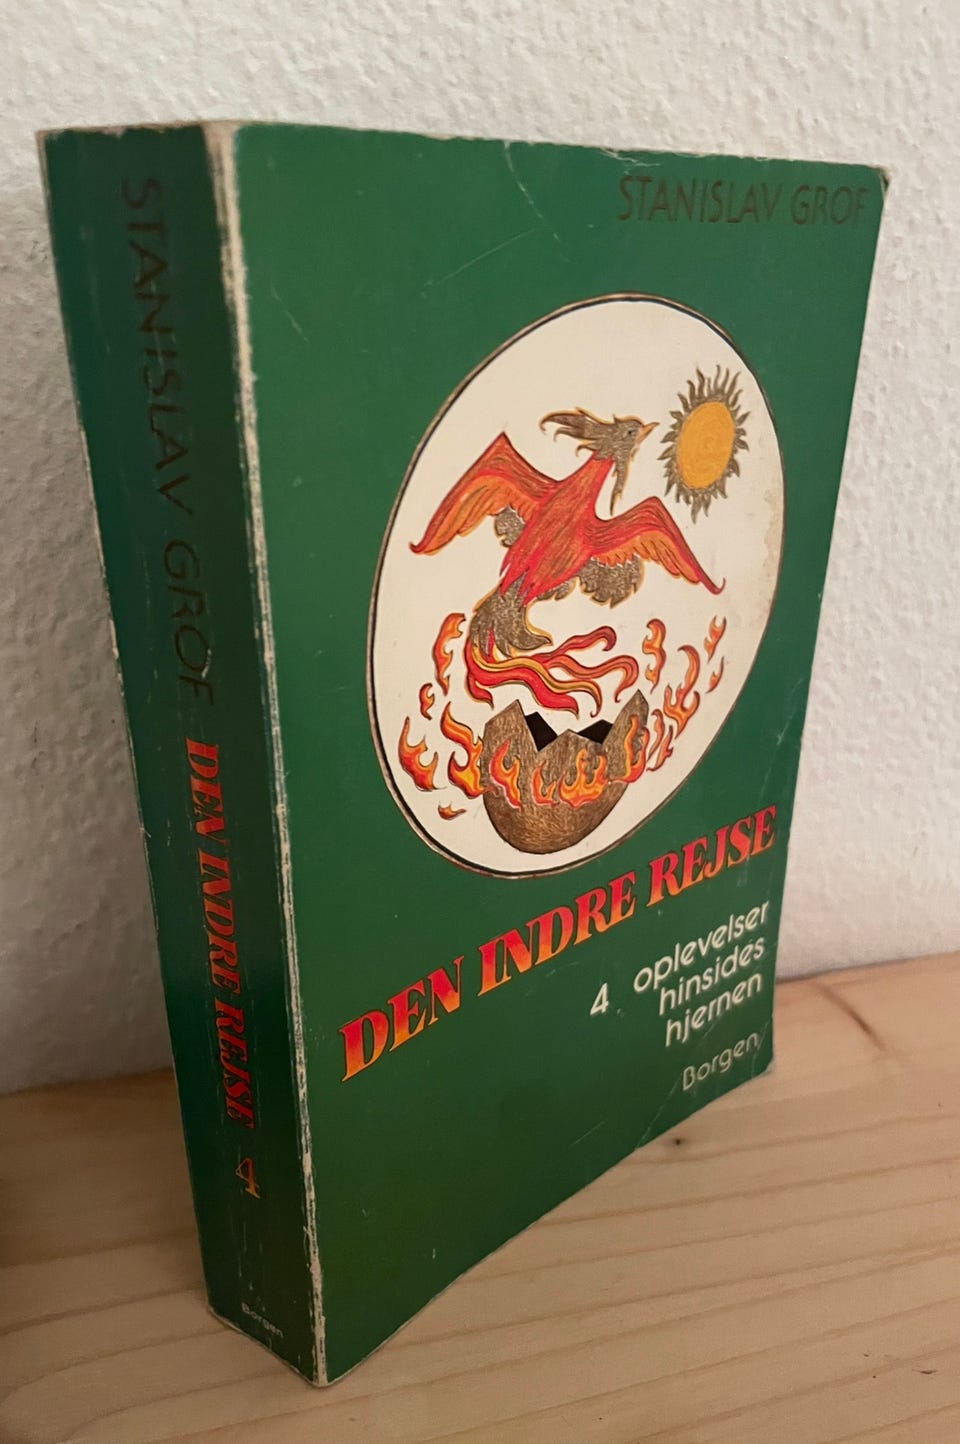 STANISLAV GROF DEN INDRE REJSE 4
Borgen
STANISLAV GROF
DEN INDRE REJSE
4 oplevelser
hinsides
hjernen
Borgen